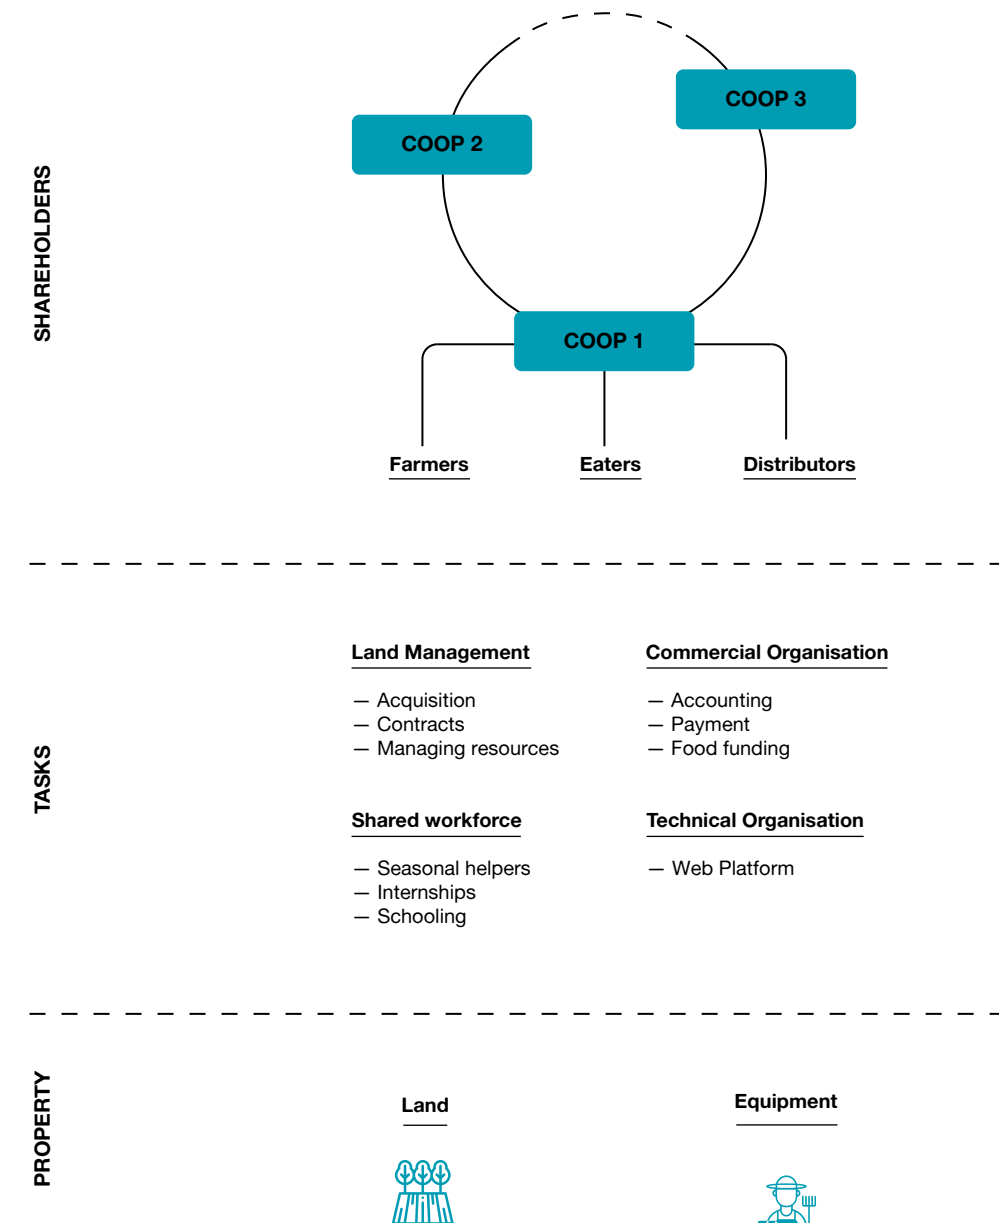 SHAREHOLDERS
COOP 3
COOP 2
COOP 1
Farmers
Eaters
Distributors
TASKS
Land Management
— Acquisition
— Contracts
— Managing resources
Commercial Organisation
— Accounting
— Payment
— Food funding
Shared workforce
— Seasonal helpers
— Internships
— Schooling
Technical Organisation
— Web Platform
PROPERTY
Land
Equipment